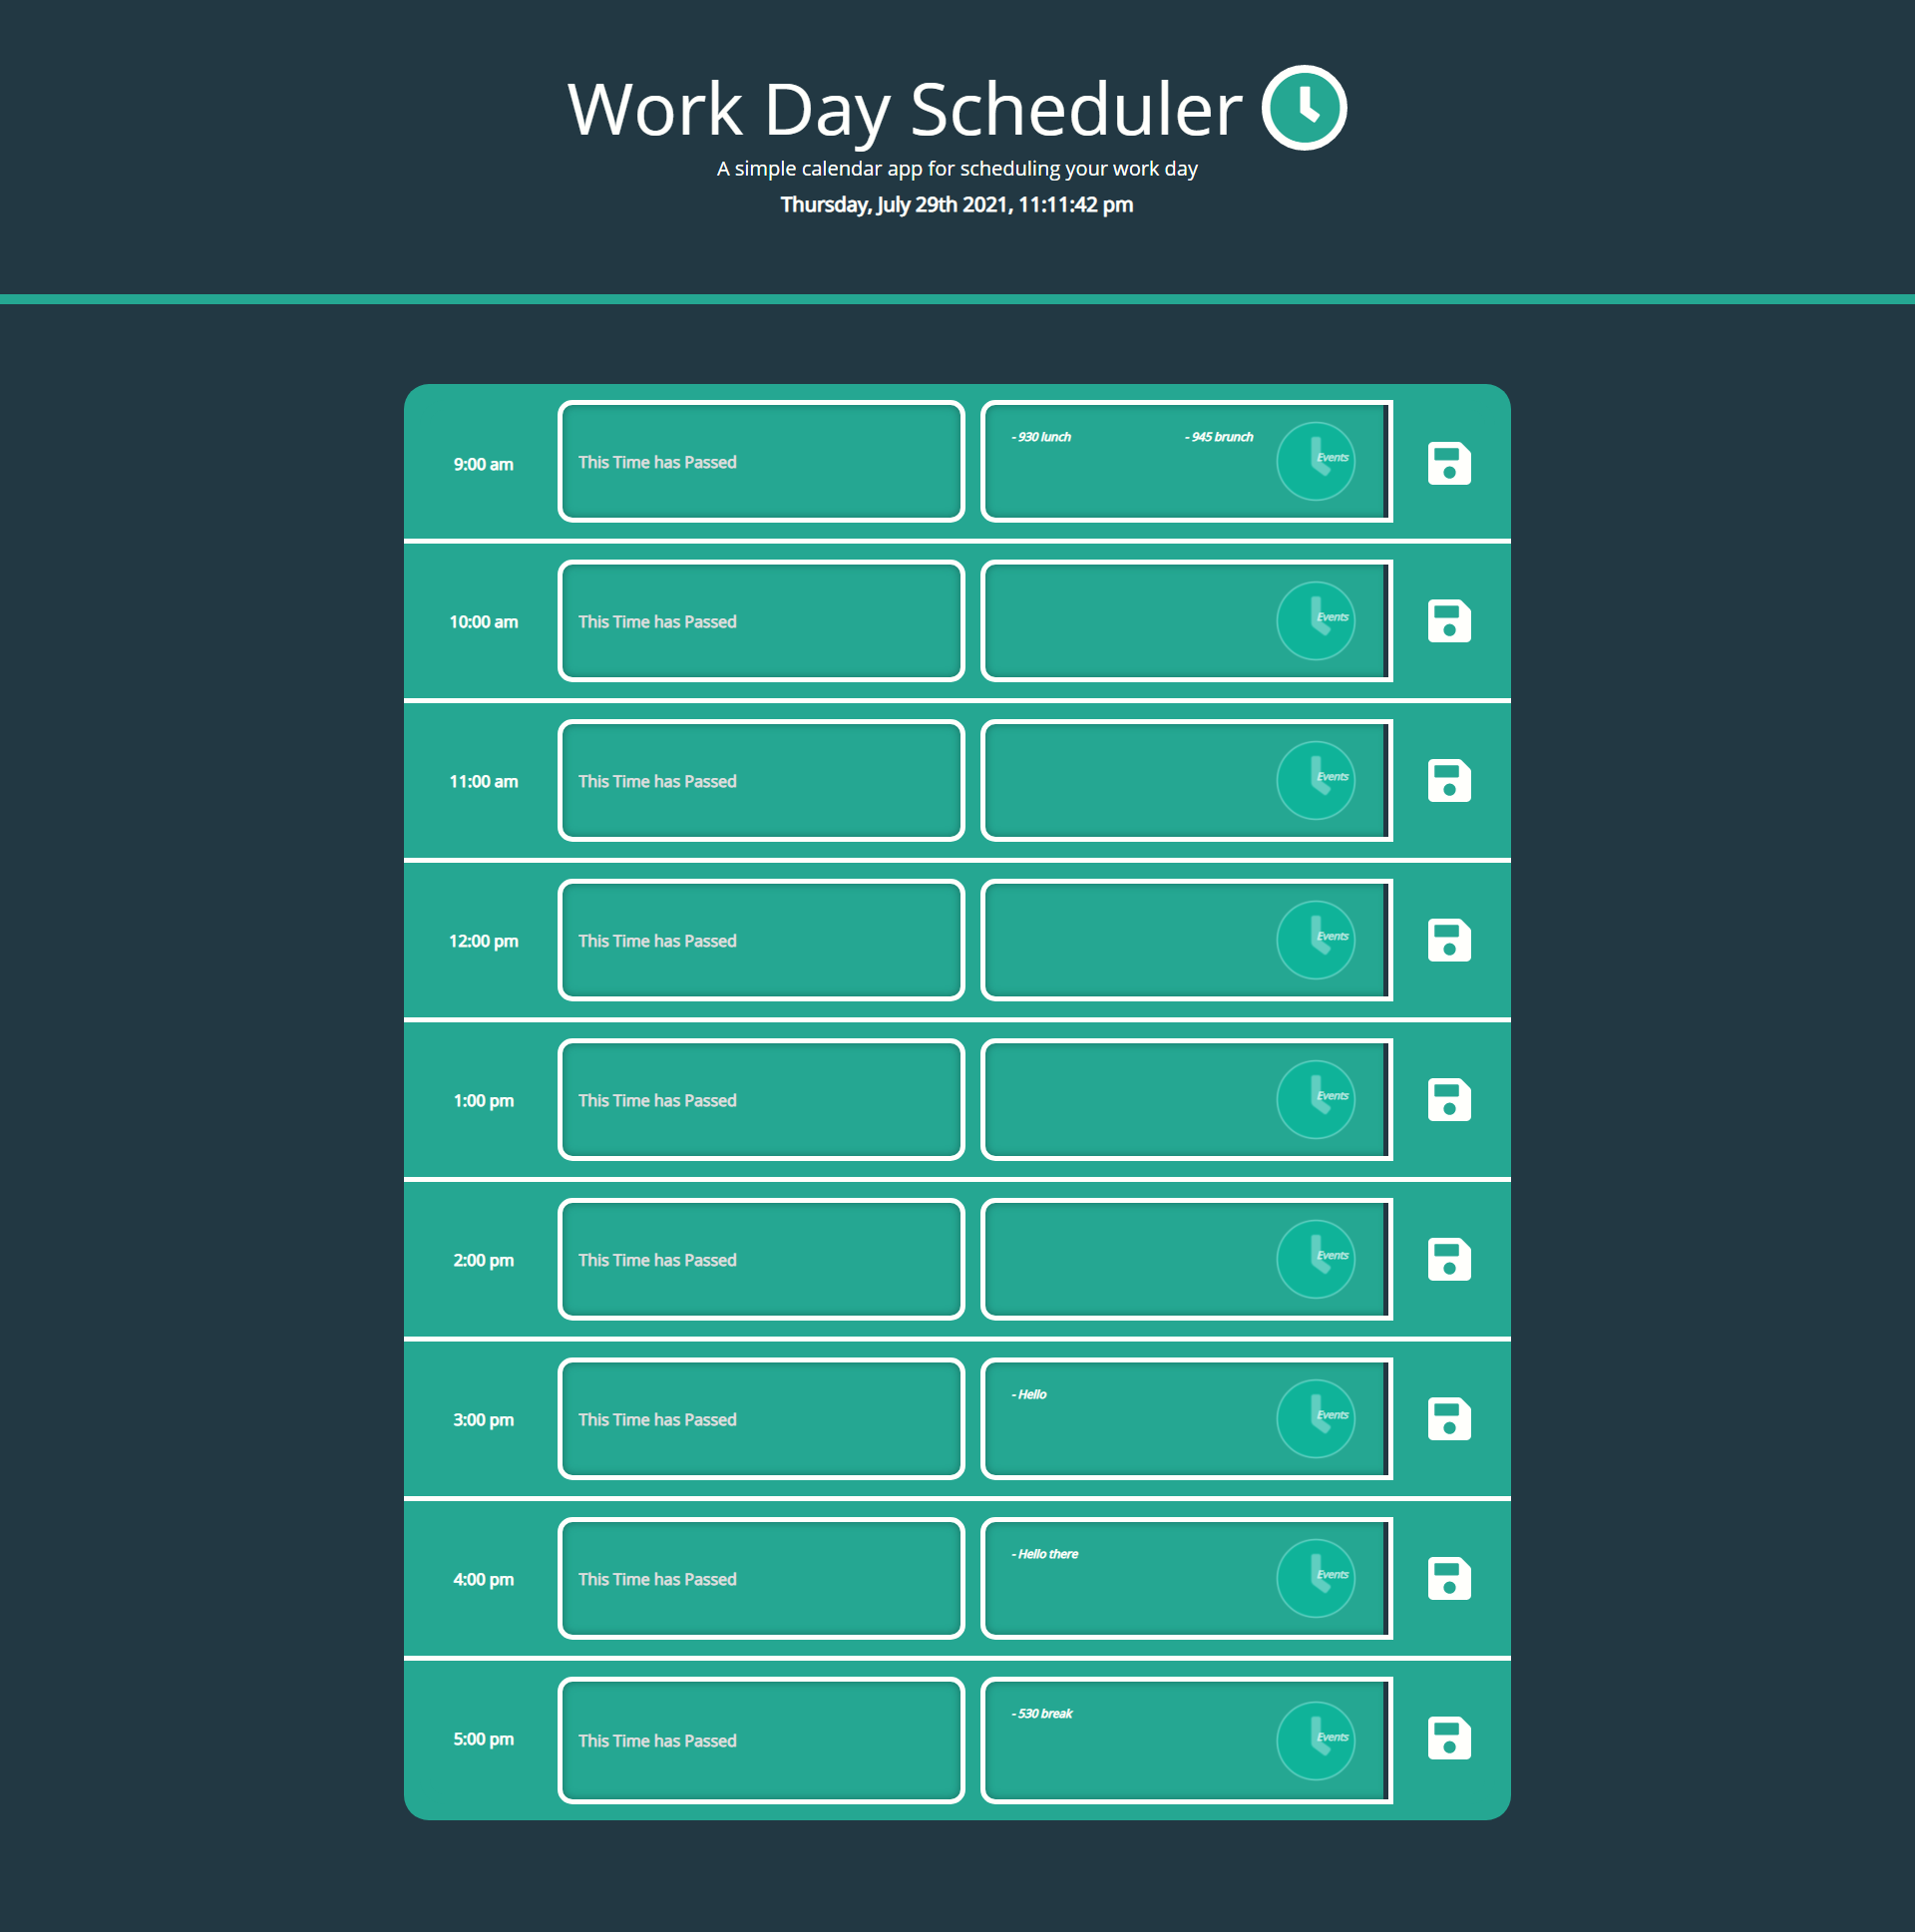 Work Day Scheduler
A simple calendar app for scheduling your work day
Thursday, July 29th 2021, 11:11:42 pm
9:00 am
This Time has Passed
- 930 lunch
- 945 brunch
Events
10:00 am
This Time has Passed
Events
11:00 am
This Time has Passed
Events
12:00 pm
This Time has Passed
Events
1:00 pm
This Time has Passed
Events
2:00 pm
This Time has Passed
Events
3:00 pm
This Time has Passed
- Hello
Events
4:00 pm
This Time has Passed
- Hello there
Events
5:00 pm
This Time has Passed
- 530 break
Events